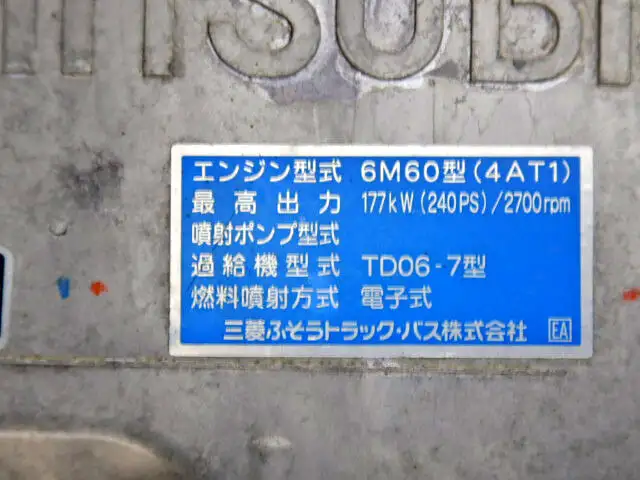 MITSUBI
エンジン型式 6M60型(4AT1)
最高出力 177kW(240PS)/2700rpm
噴射ポンプ型式
過給機型式 TD06-7型
燃料噴射方式 電子式
三菱ふそうトラック・バス株式会社 EA